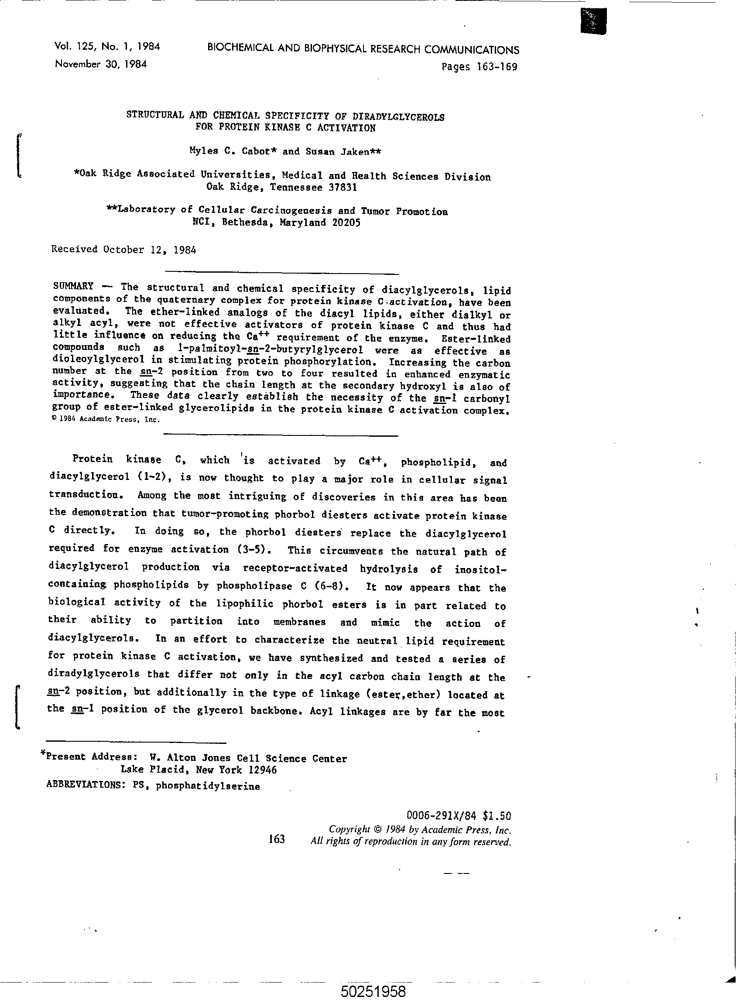 Vol. 125, No. 1, 1984 BIOCHEMICAL AND BIOPHYSICAL RESEARCH COMMUNICATIONS
November 30, 1984 Pages 163-169
STRUCTURAL AND CHEMICAL SPECIFICITY OF DIRADYLGLYCEROLS
FOR PROTEIN KINASE C ACTIVATION
Myles C. Cabot* and Susan Jaken**
*Oak Ridge Associated Universities, Medical and Health Sciences Division
Oak Ridge, Tennessee 37831
**Laboratory of Cellular Carcinogenesis and Tumor Promotion
NCI, Bethesda, Maryland 20205
Received October 12, 1984
SUMMARY -- The structural and chemical specificity of diacylglycerols, lipid
components of the quaternary complex for protein kinase C activation, have been
evaluated. The ether-linked analogs of the diacyl lipids, either dialkyl or
alkyl acyl, were not effective activators of protein kinase C and thus had
little influence on reducing the Ca++ requirement of the enzyme. Ester-linked
compounds such as 1-palmitoyl-sn-2-butyrylglycerol were as effective as
dioleoylglycerol in stimulating protein phosphorylation. Increasing the carbon
number at the sn-2 position from two to four resulted in enhanced enzymatic
activity, suggesting that the chain length at the secondary hydroxyl is also of
importance. These data clearly establish the necessity of the sn-1 carbonyl
group of ester-linked glycerolipids in the protein kinase C activation complex.
© 1984 Academic Press, Inc.
Protein kinase C, which is activated by Ca++, phospholipid, and
diacylglycerol (1-2), is now thought to play a major role in cellular signal
transduction. Among the most intriguing of discoveries in this area has been
the demonstration that tumor-promoting phorbol diesters activate protein kinase
C directly. In doing so, the phorbol diesters replace the diacylglycerol
required for enzyme activation (3-5). This circumvents the natural path of
diacylglycerol production via receptor-activated hydrolysis of inositol-
containing phospholipids by phospholipase C (6-8). It now appears that the
biological activity of the lipophilic phorbol esters is in part related to
their ability to partition into membranes and mimic the action of
diacylglycerols. In an effort to characterize the neutral lipid requirement
for protein kinase C activation, we have synthesized and tested a series of
diradylglycerols that differ not only in the acyl carbon chain length at the
sn-2 position, but additionally in the type of linkage (ester,ether) located at
the sn-1 position of the glycerol backbone. Acyl linkages are by far the most
*Present Address: W. Alton Jones Cell Science Center
Lake Placid, New York 12946
ABBREVIATIONS: PS, phosphatidylserine
0006-291X/84 $1.50
Copyright © 1984 by Academic Press, Inc.
163 All rights of reproduction in any form reserved.
50251958